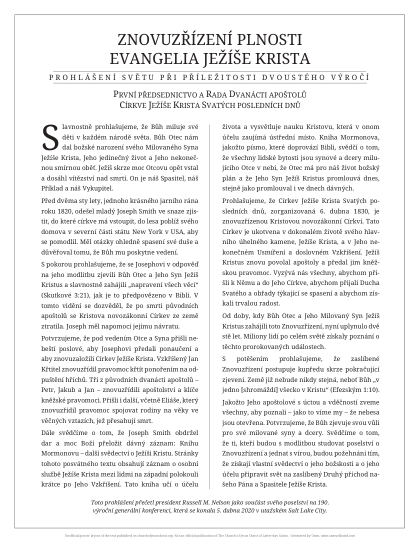 ZNOVUZŘÍZENÍ PLNOSTI
EVANGELIA JEŽÍŠE KRISTA
PROHLÁŠENÍ SVĚTU PŘI PŘÍLEŽITOSTI DVOUSTÉHO VÝROČÍ
První předsednictvo a Rada Dvanácti apoštolů
Církve Ježíše Krista Svatých posledních dnů
Slavnostně prohlašujeme, že Bůh miluje své
děti v každém národě světa. Bůh Otec nám
dal božské narození svého Milovaného Syna
Ježíše Krista, Jeho jedinečný život a Jeho nekoneč-
nou smírnou oběť. Ježíš skrze moc Otcovu opět vstal
a dosáhl vítězství nad smrtí. On je náš Spasitel, náš
Příklad a náš Vykupitel.
Před dvěma sty lety, jednoho krásného jarního rána
roku 1820, odešel mladý Joseph Smith ve snaze zjis-
tit, do které církve má vstoupit, do lesa poblíž svého
domova v severní části státu New York v USA, aby
se pomodlil. Měl otázky ohledně spasení své duše a
důvěřoval tomu, že Bůh mu poskytne vedení.
S pokorou prohlašujeme, že se Josephovi v odpověď
na jeho modlitbu zjevili Bůh Otec a Jeho Syn Ježíš
Kristus a slavnostně zahájili „napravení všech věcí“
(Skutkové 3:21), jak je to předpověděno v Bibli. V
tomto vidění se dozvěděl, že po smrti původních
apoštolů se Kristova novozákonní Církev ze země
ztratila. Joseph měl napomoci jejímu návratu.
Potvrzujeme, že pod vedením Otce a Syna přišli ne-
beští poslové, aby Josephovi předali ponaučení a
aby znovuzaložili Církev Ježíše Krista. Vzkříšený Jan
Křtitel znovuzřídil pravomoc křtít ponořením na od-
puštění hříchů. Tři z původních dvanácti apoštolů –
Petr, Jakub a Jan – znovuzřídili apoštolství a klíče
kněžské pravomoci. Přišli i další, včetně Eliáše, který
znovuzřídil pravomoc spojovat rodiny na věky ve
věčných vztazích, jež přesahují smrt.
Dále svědčíme o tom, že Joseph Smith obdržel
dar a moc Boží přeložit dávný záznam: Knihu
Mormonovu – další svědectví o Ježíši Kristu. Stránky
tohoto posvátného textu obsahují záznam o osobní
službě Ježíše Krista mezi lidmi na západní polokouli
krátce po Jeho Vzkříšení. Tato kniha učí o účelu
života a vysvětluje nauku Kristovu, která v onom
účelu zaujímá ústřední místo. Kniha Mormonova,
jakožto písmo, které doprovází Bibli, svědčí o tom,
že všechny lidské bytosti jsou synové a dcery milu-
jícího Otce v nebi, že Otec má pro náš život božský
plán a že Jeho Syn Ježíš Kristus promlouvá dnes,
stejně jako promlouval i ve dnech dávných.
Prohlašujeme, že Církev Ježíše Krista Svatých po-
sledních dnů, zorganizovaná 6. dubna 1830, je
znovuzřízenou Kristovou novozákonní Církví. Tato
Církev je ukotvena v dokonalém životě svého hlav-
ního úhelného kamene, Ježíše Krista, a v Jeho ne-
konečném Usmíření a doslovném Vzkříšení. Ježíš
Kristus znovu povolal apoštoly a předal jim kněž-
skou pravomoc. Vyzývá nás všechny, abychom při-
šli k Němu a do Jeho Církve, abychom přijali Ducha
Svatého a obřady týkající se spasení a abychom zís-
kali trvalou radost.
Od doby, kdy Bůh Otec a Jeho Milovaný Syn Ježíš
Kristus zahájili toto Znovuzřízení, nyní uplynulo dvě
stě let. Miliony lidí po celém světě získaly poznání o
těchto prorokovaných událostech.
S potěšením prohlašujeme, že zaslíbené
Znovuzřízení postupuje kupředu skrze pokračující
zjevení. Země již nebude nikdy stejná, neboť Bůh „v
jedno [shromáždí] všecko v Kristu“ (Efezským 1:10).
Jakožto Jeho apoštolové s úctou a vděčností zveme
všechny, aby poznali – jako to víme my – že nebesa
jsou otevřena. Potvrzujeme, že Bůh zjevuje svou vůli
pro své milované syny a dcery. Svědčíme o tom,
že ti, kteří budou s modlitbou studovat poselství o
Znovuzřízení a jednat s vírou, budou požehnáni tím,
že získají vlastní svědectví o jeho božskosti a o jeho
účelu připravit svět na zaslíbený Druhý příchod na-
šeho Pána a Spasitele Ježíše Krista.
Toto prohlášení přečetl president Russell M. Nelson jako součást svého poselství na 190.
výroční generální konferenci, která se konala 5. dubna 2020 v utažském Salt Lake City.